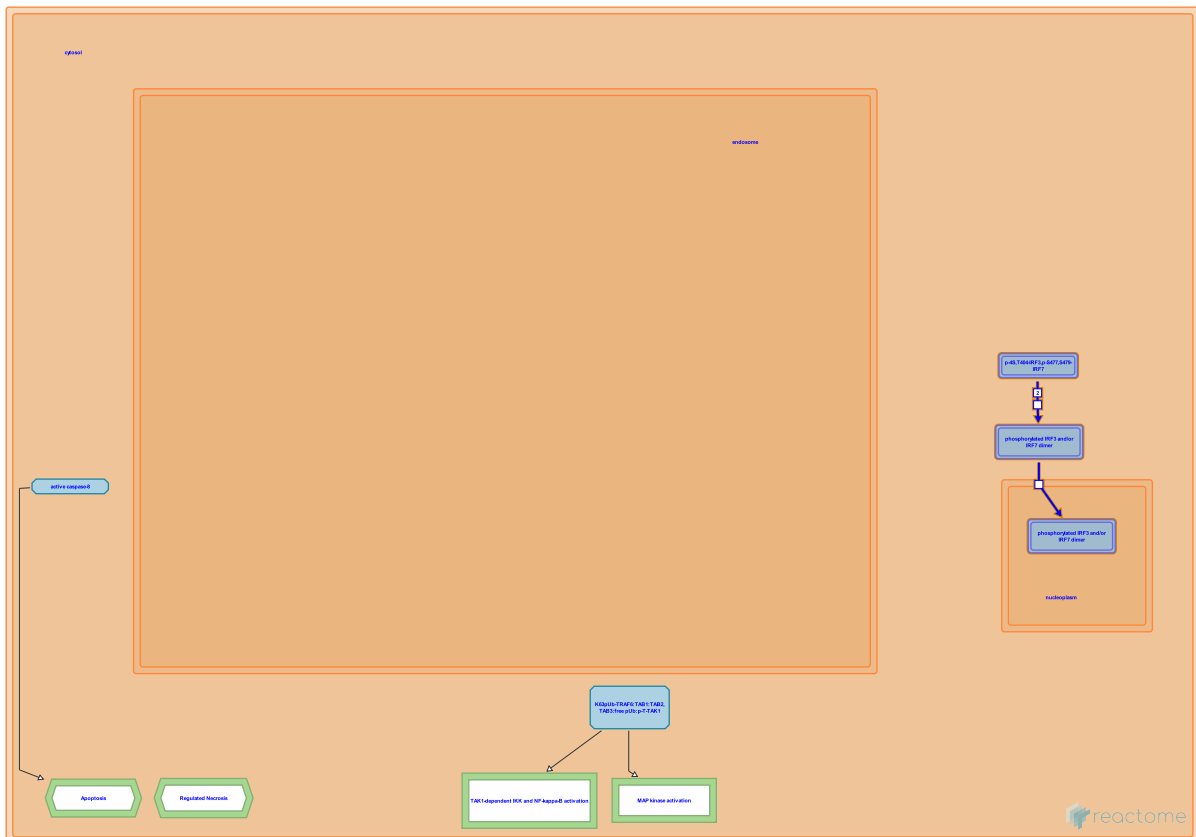 cytosol
endosome
p-4S,T404-IRF3,p-S477,S479-
IRF7
2
phosphorylated IRF3 and/or
IRF7 dimer
active caspase-8
phosphorylated IRF3 and/or
IRF7 dimer
nucleoplasm
K63pUb-TRAF6:TAB1:TAB2,
TAB3:free pUb:p-T-TAK1
Apoptosis
Regulated Necrosis
TAK1-dependent IKK and NF-kappa-B activation
MAP kinase activation
reactome